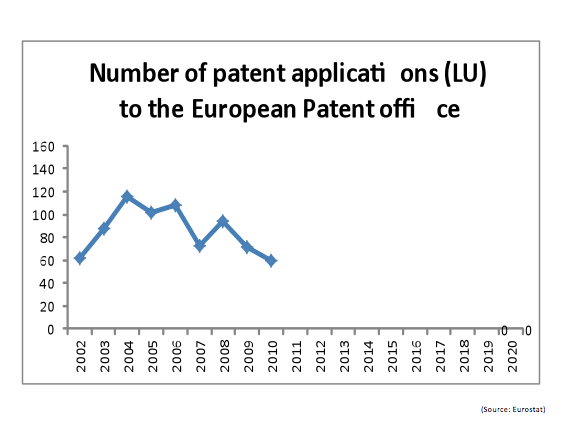 Number of patent applicati ons (LU)
to the European Patent offi ce
160
140
120
100
80
60
40
20
0
0 0
2002 2003 2004 2005 2006 2007 2008 2009 2010 2011 2012 2013 2014 2015 2016 2017 2018 2019 2020
(Source: Eurostat)